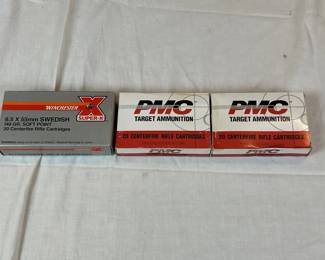 WINCHESTER
X
SUPER-X
6.5 X 55mm SWEDISH
140 GR. SOFT POINT
20 Centerfire Rifle Cartridges
PMC
TARGET AMMUNITION
20 CENTERFIRE RIFLE CARTRIDGES
PMC
PMC
TARGET AMMUNITION
20 CENTERFIRE RIFLE CARTRIDGES
PMC